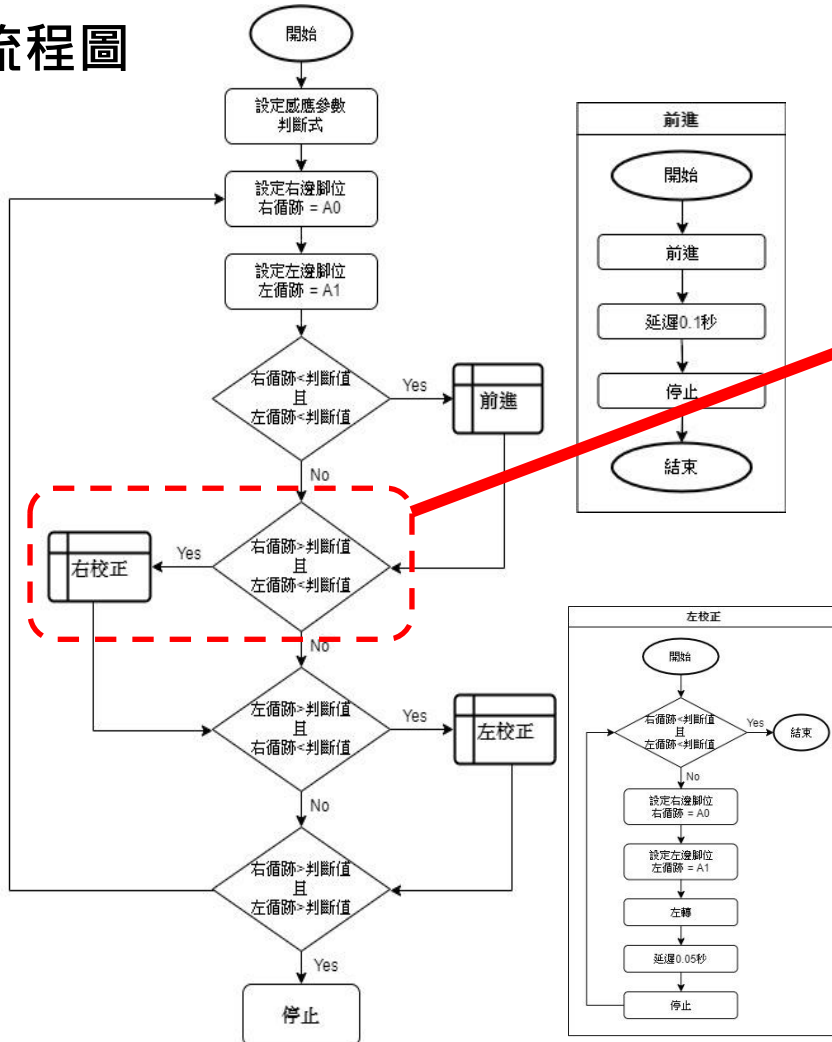 流程圖
開始
設定感應參數
判斷式
設定右邊腳位
右循跡 = A0
設定左邊腳位
左循跡 = A1
右循跡<判斷值
且
左循跡<判斷值
Yes
前進
No
右循跡>判斷值
且
左循跡<判斷值
Yes
右校正
No
左循跡>判斷值
且
右循跡<判斷值
Yes
左校正
No
右循跡>判斷值
且
左循跡>判斷值
Yes
停止
前進
開始
前進
延遲0.1秒
停止
結束
左校正
開始
右循跡<判斷值
且
左循跡<判斷值
Yes
結束
No
設定右邊腳位
右循跡 = A0
設定左邊腳位
左循跡 = A1
左轉
延遲0.05秒
停止